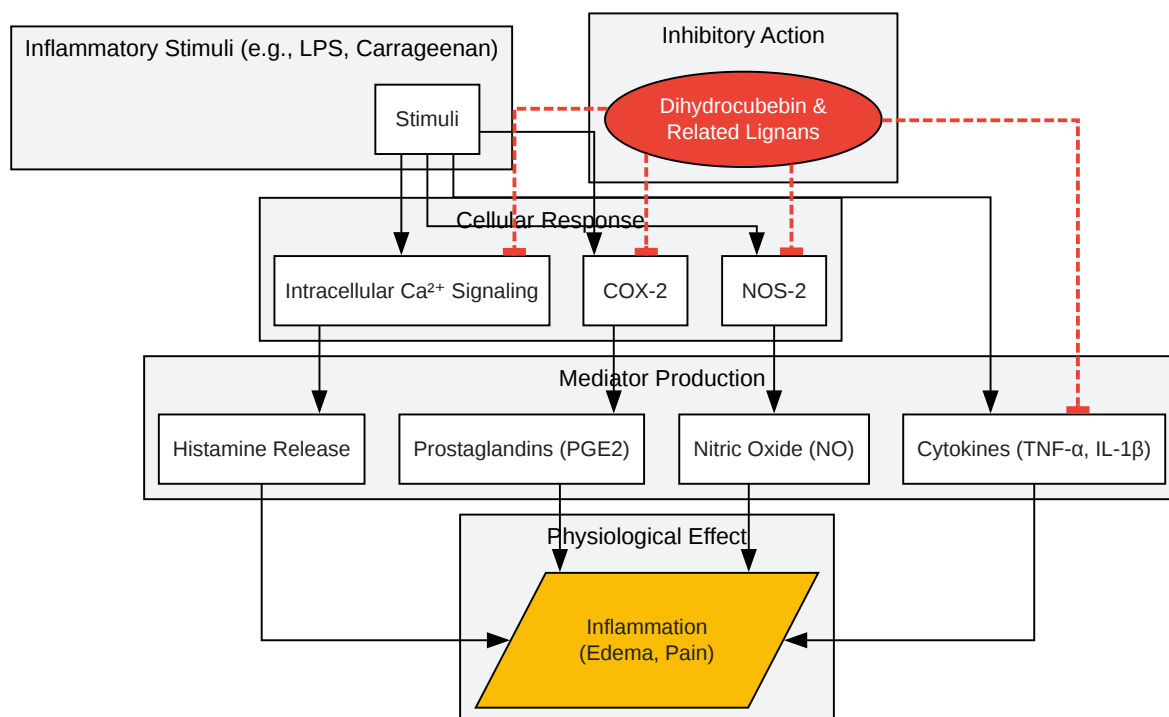 Inflammatory Stimuli (e.g., LPS, Carrageenan)
Inhibitory Action
Stimuli
Dihydrocubebin &
Related Lignans
Cellular Response
Intracellular Ca²⁺ Signaling
COX-2
NOS-2
Mediator Production
Histamine Release
Prostaglandins (PGE2)
Nitric Oxide (NO)
Cytokines (TNF-α, IL-1β)
Physiological Effect
Inflammation
(Edema, Pain)